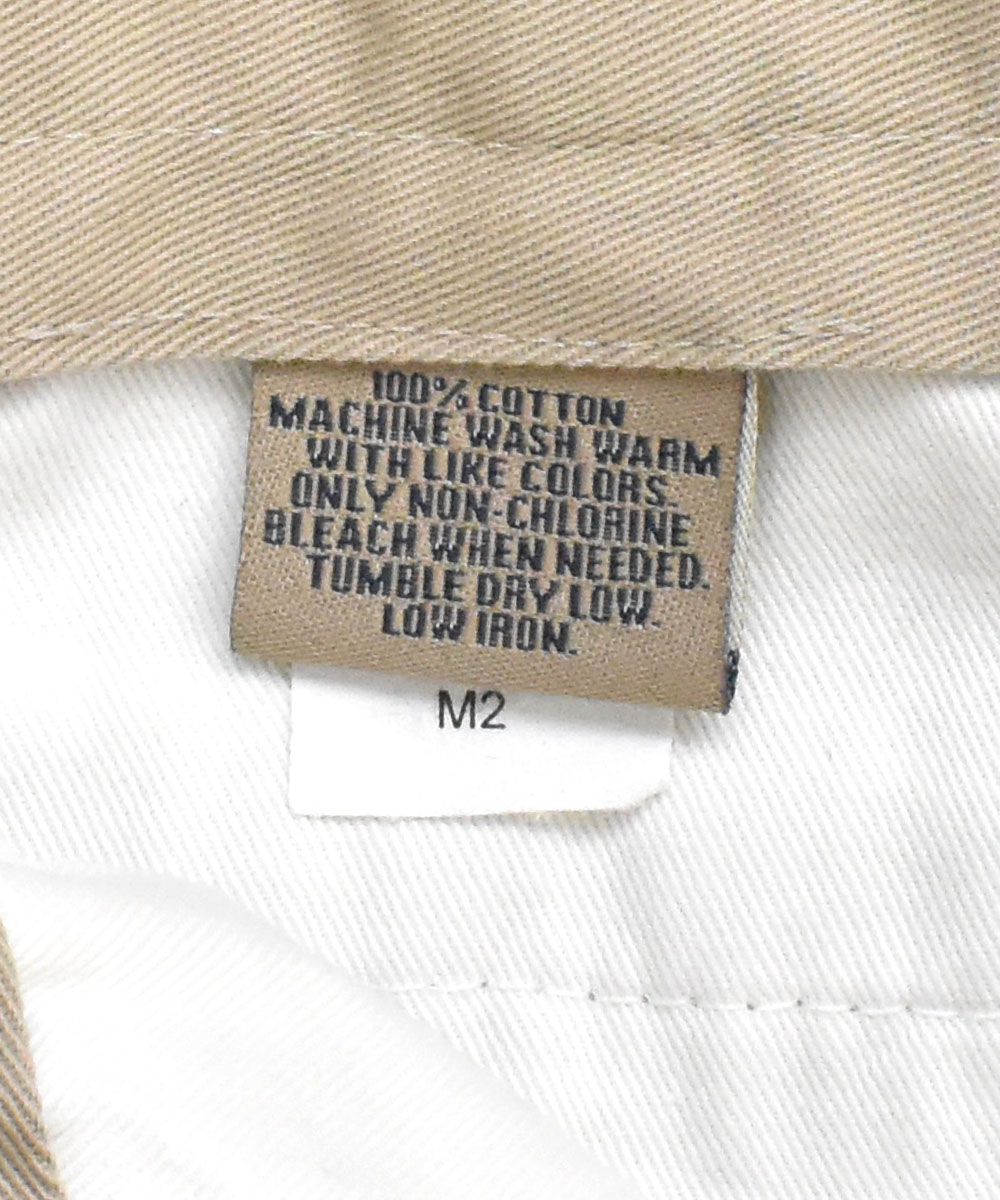 100% COTTON
MACHINE WASH WARM
WITH LIKE COLORS.
ONLY NON-CHLORINE
BLEACH WHEN NEEDED.
TUMBLE DRY LOW.
LOW IRON.
M2